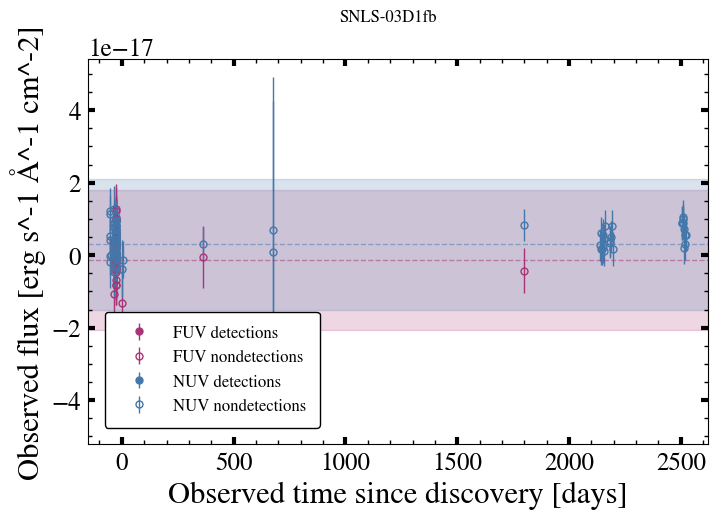 SNLS-03D1fb
1e−17
Observed flux [erg s^-1 Å^-1 cm^-2]
4
2
0
−2
−4
FUV detections
FUV nondetections
NUV detections
NUV nondetections
0 500 1000 1500 2000 2500
Observed time since discovery [days]